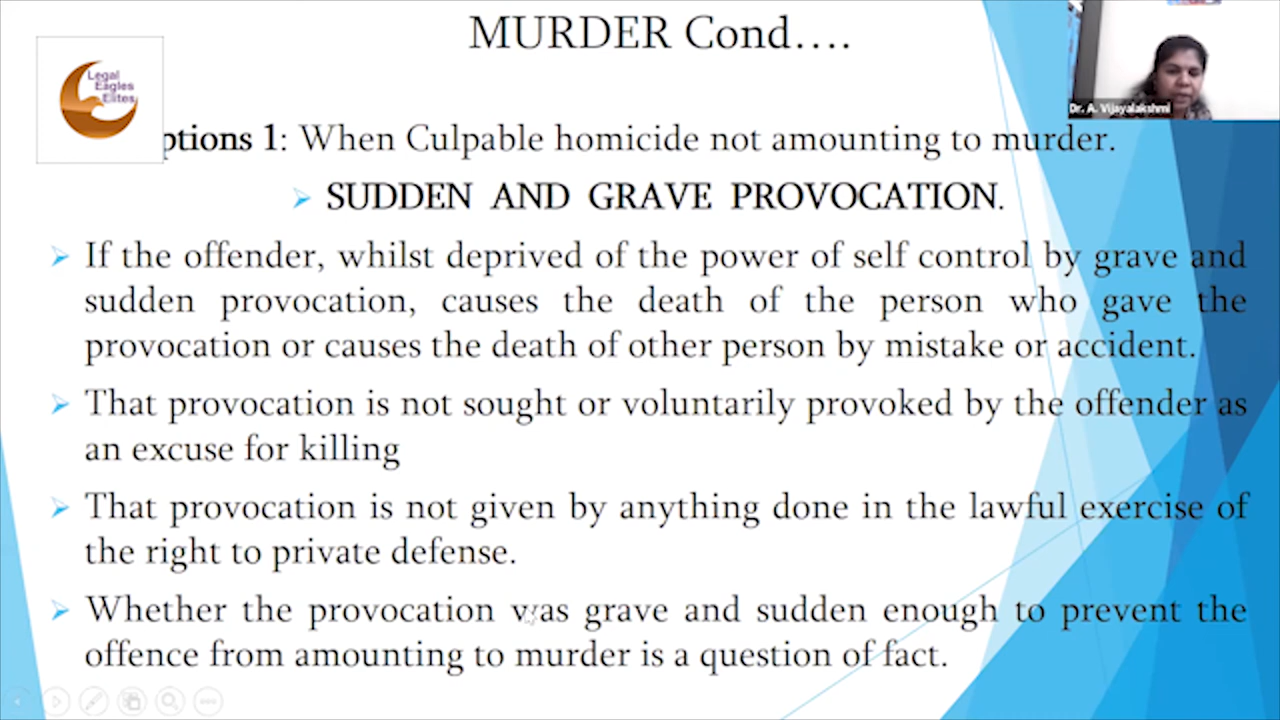 MURDER Cond....
Legal
Eagles
Elites
Dr. A. Vijayalakshmi
ptions 1: When Culpable homicide not amounting to murder.
SUDDEN AND GRAVE PROVOCATION.
If the offender, whilst deprived of the power of self control by grave and
sudden provocation, causes the death of the person who gave the
provocation or causes the death of other person by mistake or accident.
That provocation is not sought or voluntarily provoked by the offender as
an excuse for killing
That provocation is not given by anything done in the lawful exercise of
the right to private defense.
Whether the provocation was grave and sudden enough to prevent the
offence from amounting to murder is a question of fact.